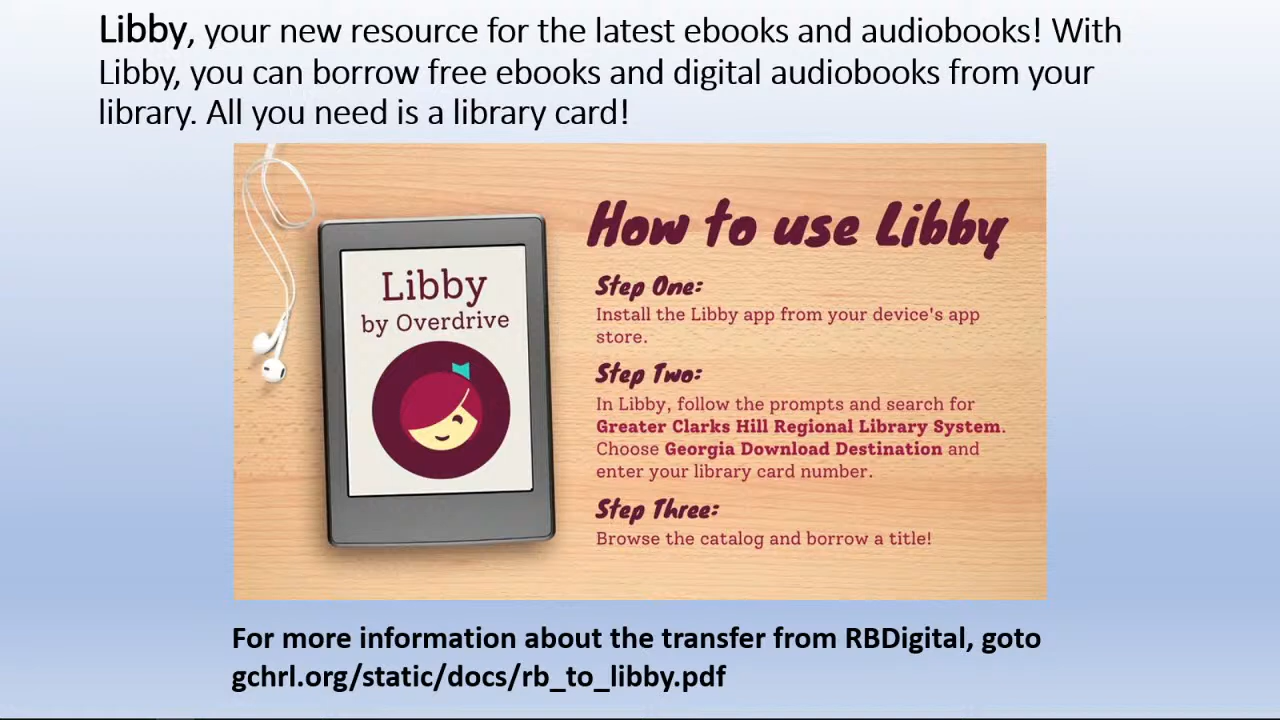 Libby, your new resource for the latest ebooks and audiobooks! With
Libby, you can borrow free ebooks and digital audiobooks from your
library. All you need is a library card!
Libby
by Overdrive
How to use Libby
Step One:
Install the Libby app from your device's app
store.
Step Two:
In Libby, follow the prompts and search for
Greater Clarks Hill Regional Library System.
Choose Georgia Download Destination and
enter your library card number.
Step Three:
Browse the catalog and borrow a title!
For more information about the transfer from RBDigital, goto
gchrl.org/static/docs/rb_to_libby.pdf